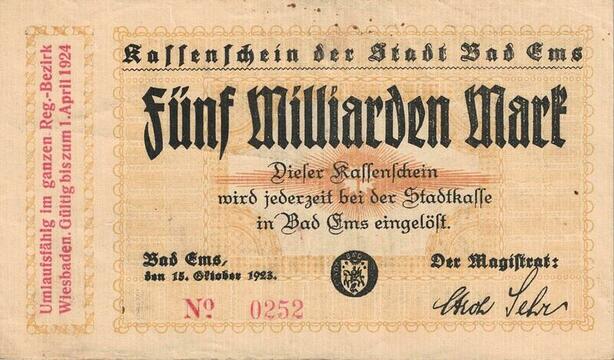 Umlaufsfähig im ganzen Reg.-Bezirk
Wiesbaden. Gültig bis zum 1. April 1924
Kassenschein der Stadt Bad Ems
Fünf Milliarden Mark
Dieser Kassenschein
wird jederzeit bei der Stadtkasse
in Bad Ems eingelöst.
Bad Ems,
den 15. Oktober 1923.
Der Magistrat:
No 0252